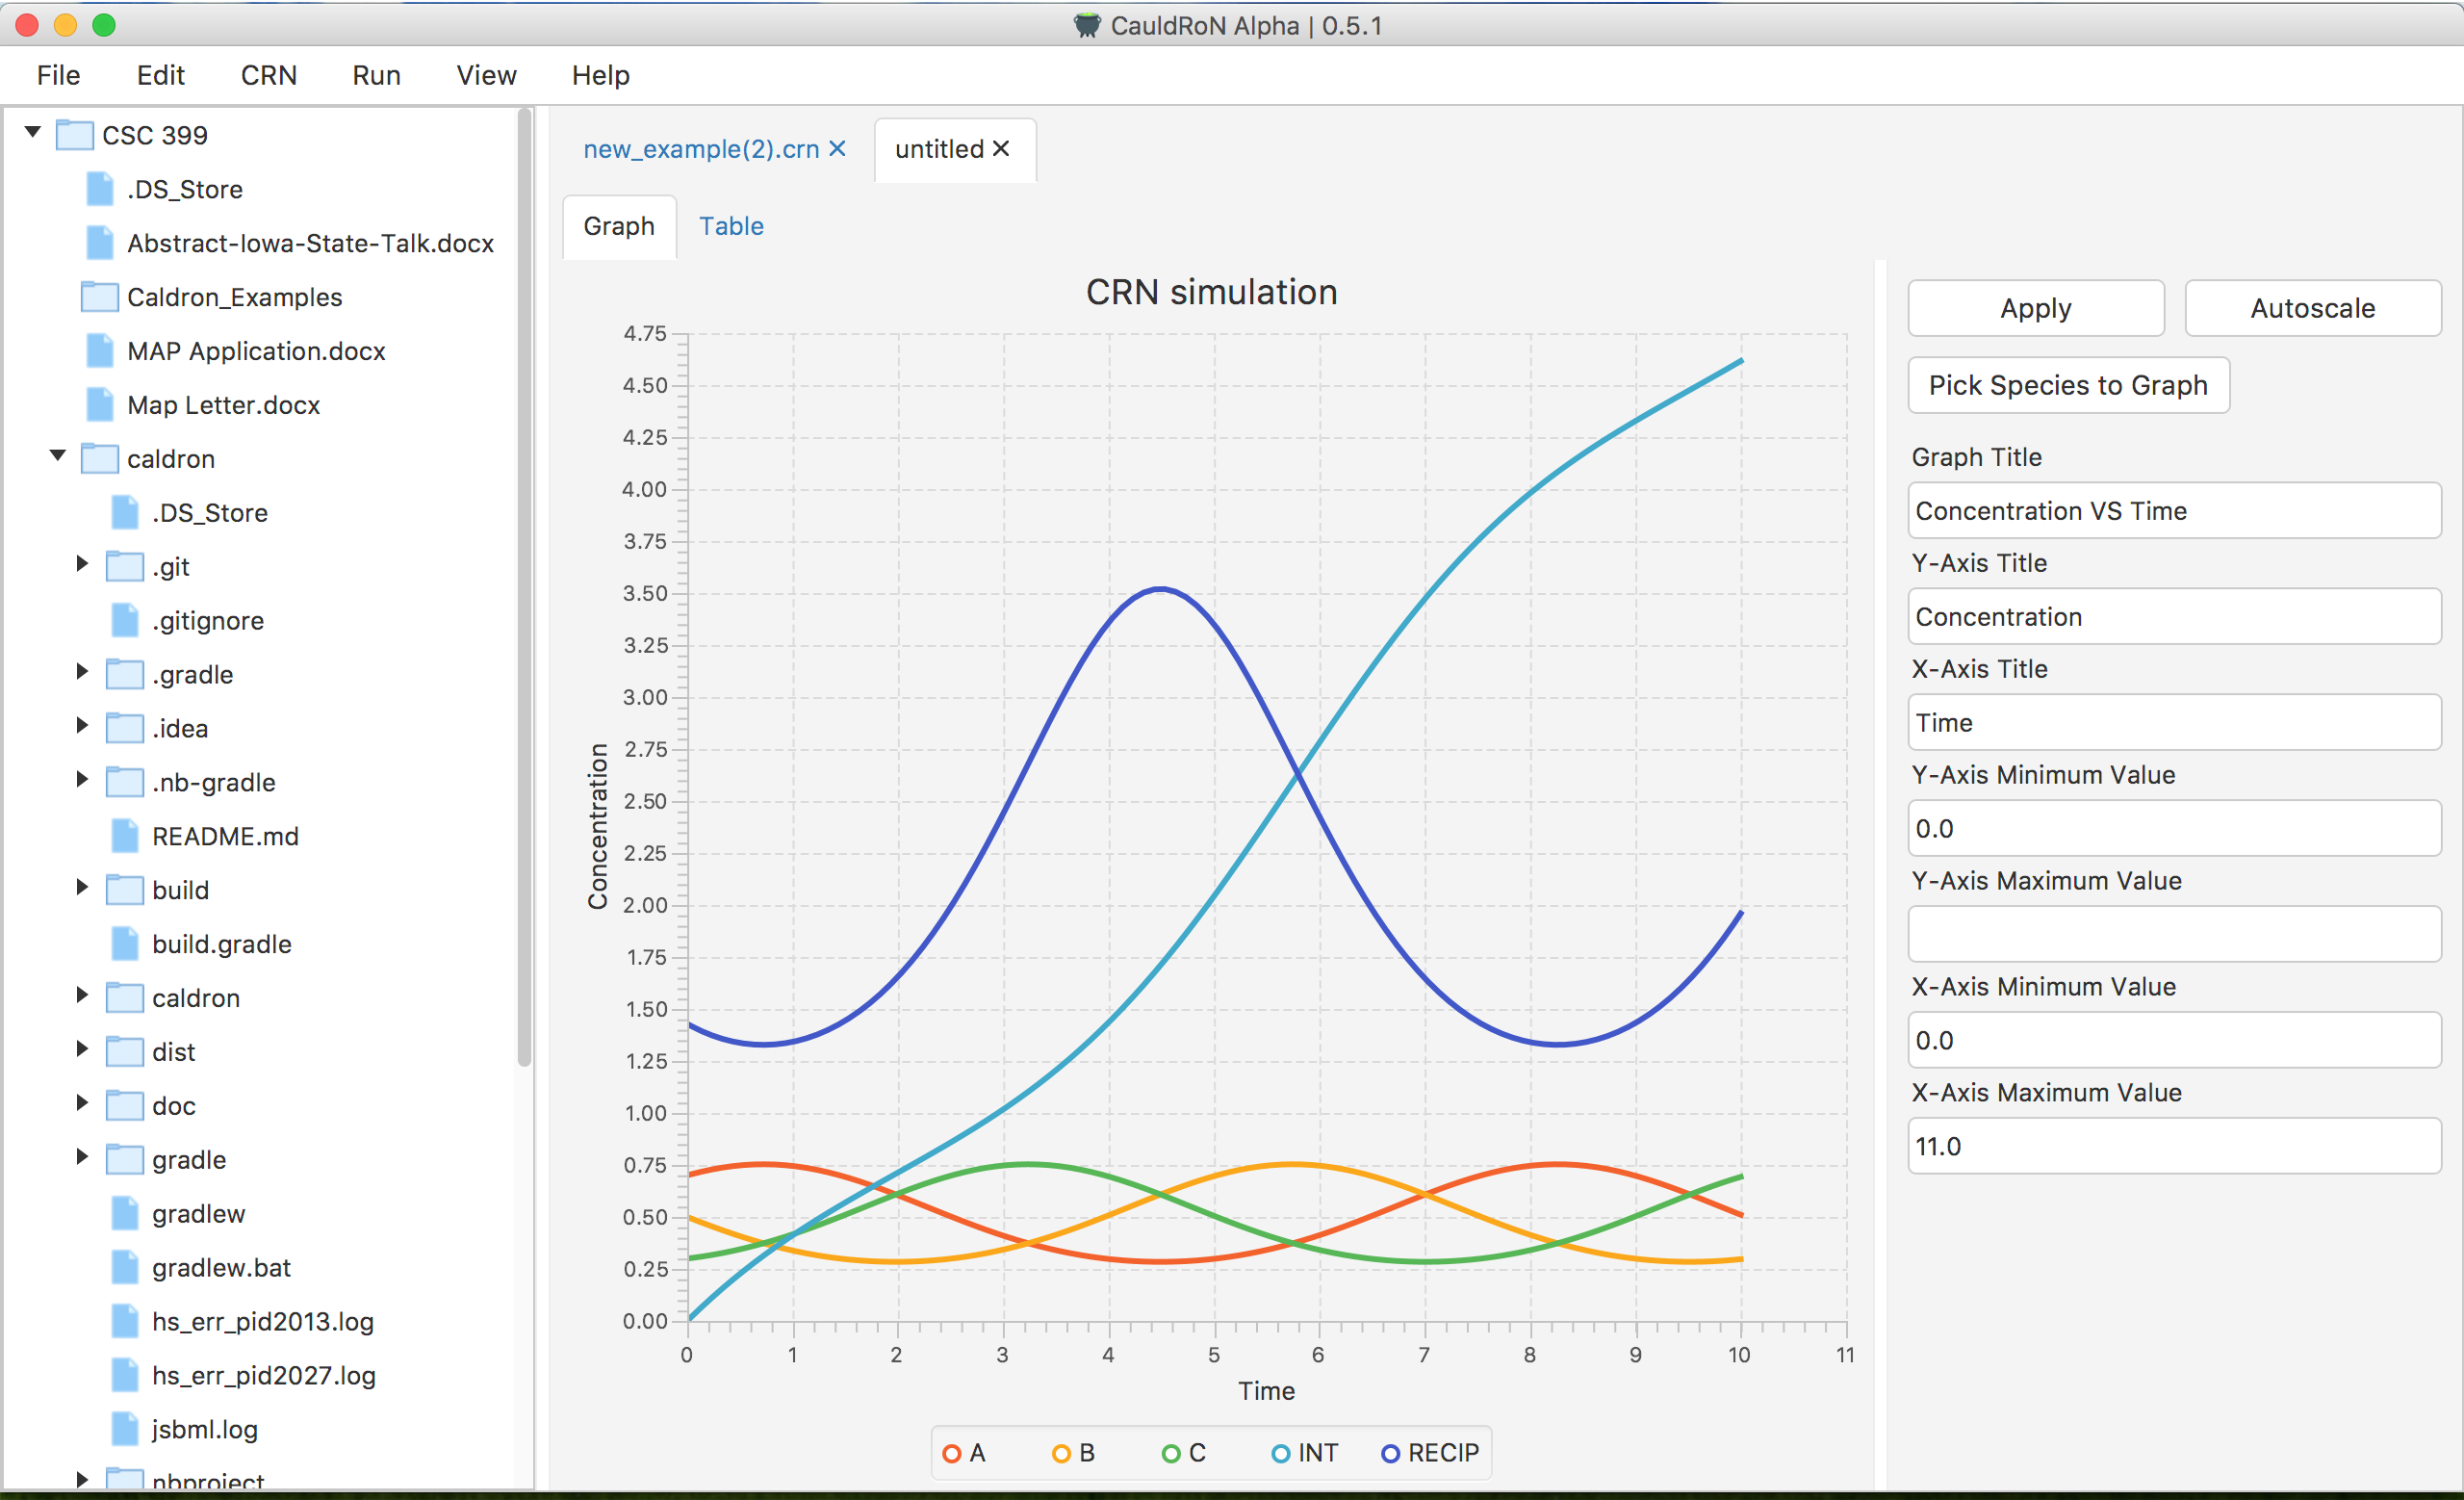 CauldRoN Alpha | 0.5.1
File Edit CRN Run View Help
CSC 399
.DS_Store
Abstract-Iowa-State-Talk.docx
Caldron_Examples
MAP Application.docx
Map Letter.docx
caldron
.DS_Store
.git
.gitignore
.gradle
.idea
.nb-gradle
README.md
build
build.gradle
caldron
dist
doc
gradle
gradlew
gradlew.bat
hs_err_pid2013.log
hs_err_pid2027.log
jsbml.log
nbproject
new_example(2).crn untitled
Graph Table
CRN simulation
4.75
4.50
4.25
4.00
3.75
3.50
3.25
3.00
2.75
2.50
2.25
2.00
1.75
1.50
1.25
1.00
0.75
0.50
0.25
0.00
Concentration
0 1 2 3 4 5 6 7 8 9 10 11
Time
A B C INT RECIP
Apply Autoscale
Pick Species to Graph
Graph Title
Concentration VS Time
Y-Axis Title
Concentration
X-Axis Title
Time
Y-Axis Minimum Value
0.0
Y-Axis Maximum Value
X-Axis Minimum Value
0.0
X-Axis Maximum Value
11.0